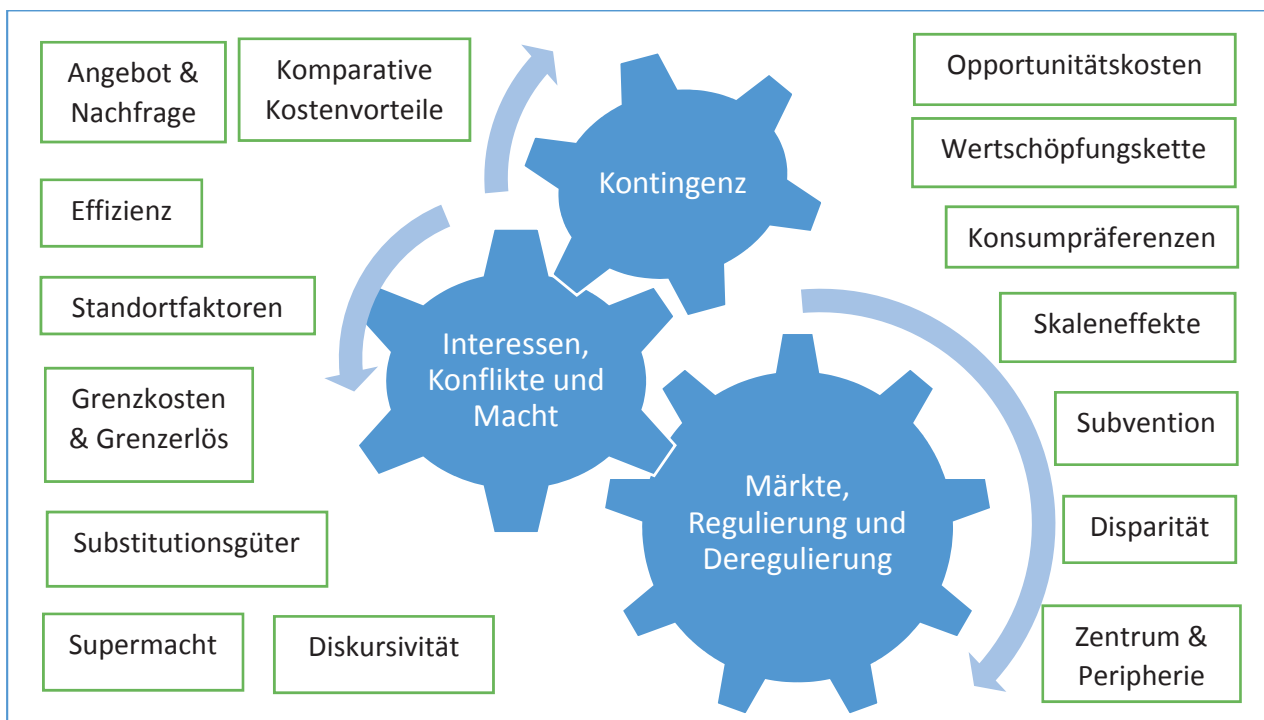 Angebot &
Nachfrage
Komparative
Kostenvorteile
Effizienz
Standortfaktoren
Grenzkosten
& Grenzerlös
Substitutionsgüter
Supermacht
Diskursivität
Kontingenz
Interessen,
Konflikte und
Macht
Märkte,
Regulierung und
Deregulierung
Opportunitätskosten
Wertschöpfungskette
Konsumpräferenzen
Skaleneffekte
Subvention
Disparität
Zentrum &
Peripherie